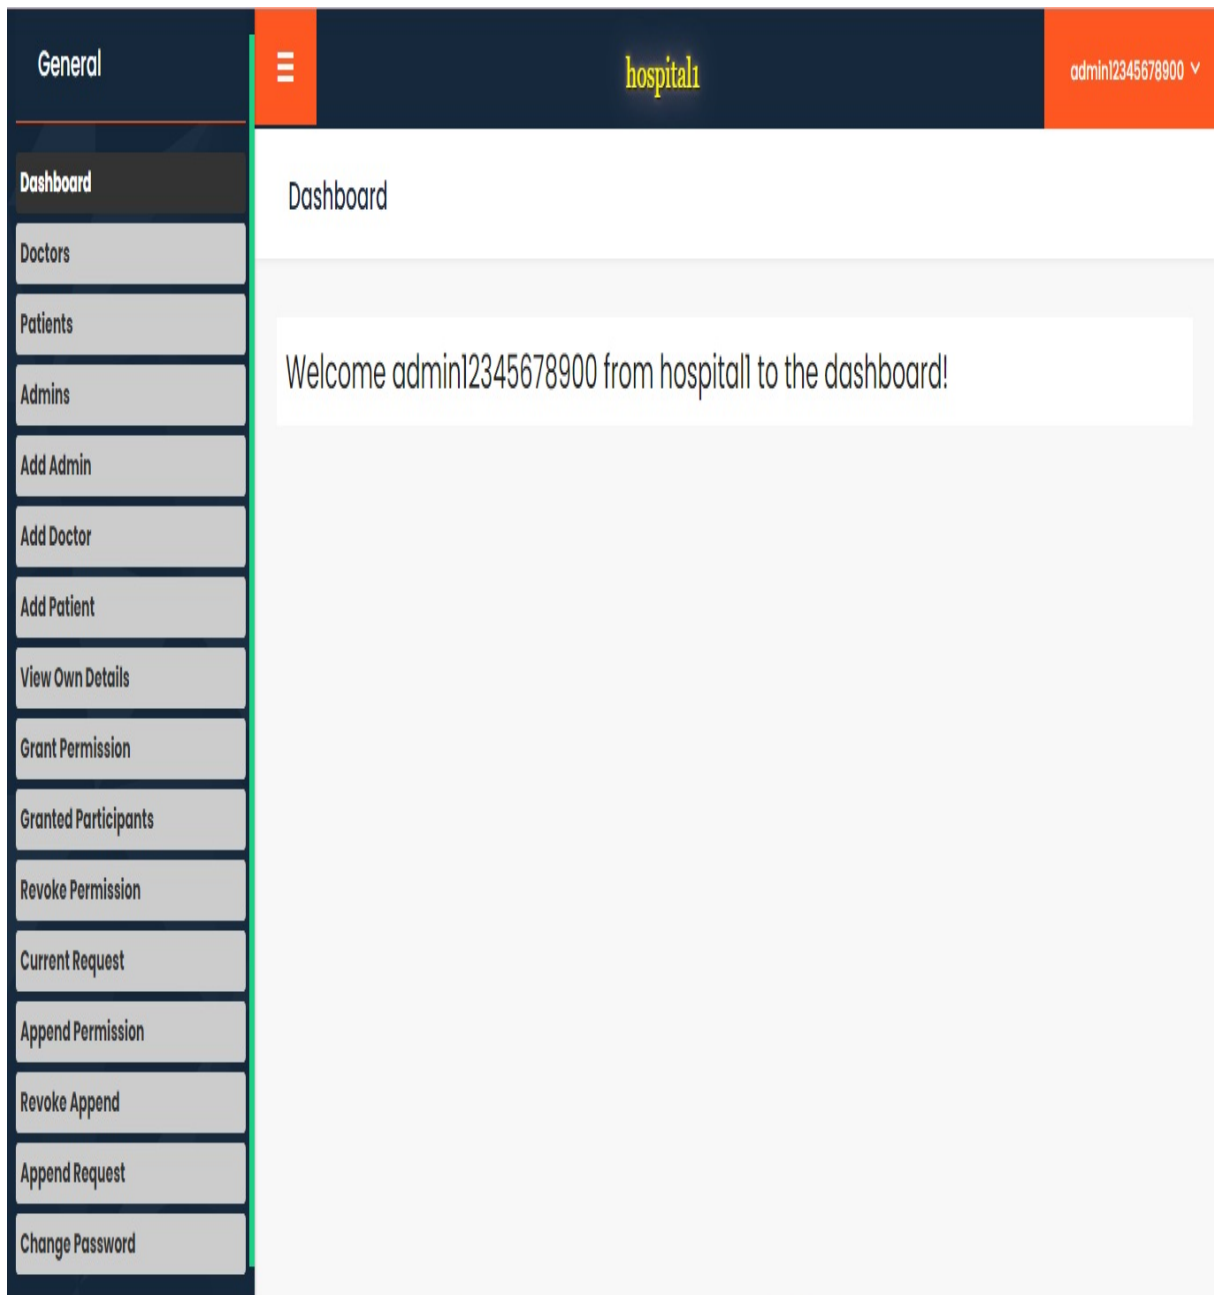 General
hospital1
admin12345678900
Dashboard
Dashboard
Doctors
Patients
Welcome admin12345678900 from hospital1 to the dashboard!
Admins
Add Admin
Add Doctor
Add Patient
View Own Details
Grant Permission
Granted Participants
Revoke Permission
Current Request
Append Permission
Revoke Append
Append Request
Change Password